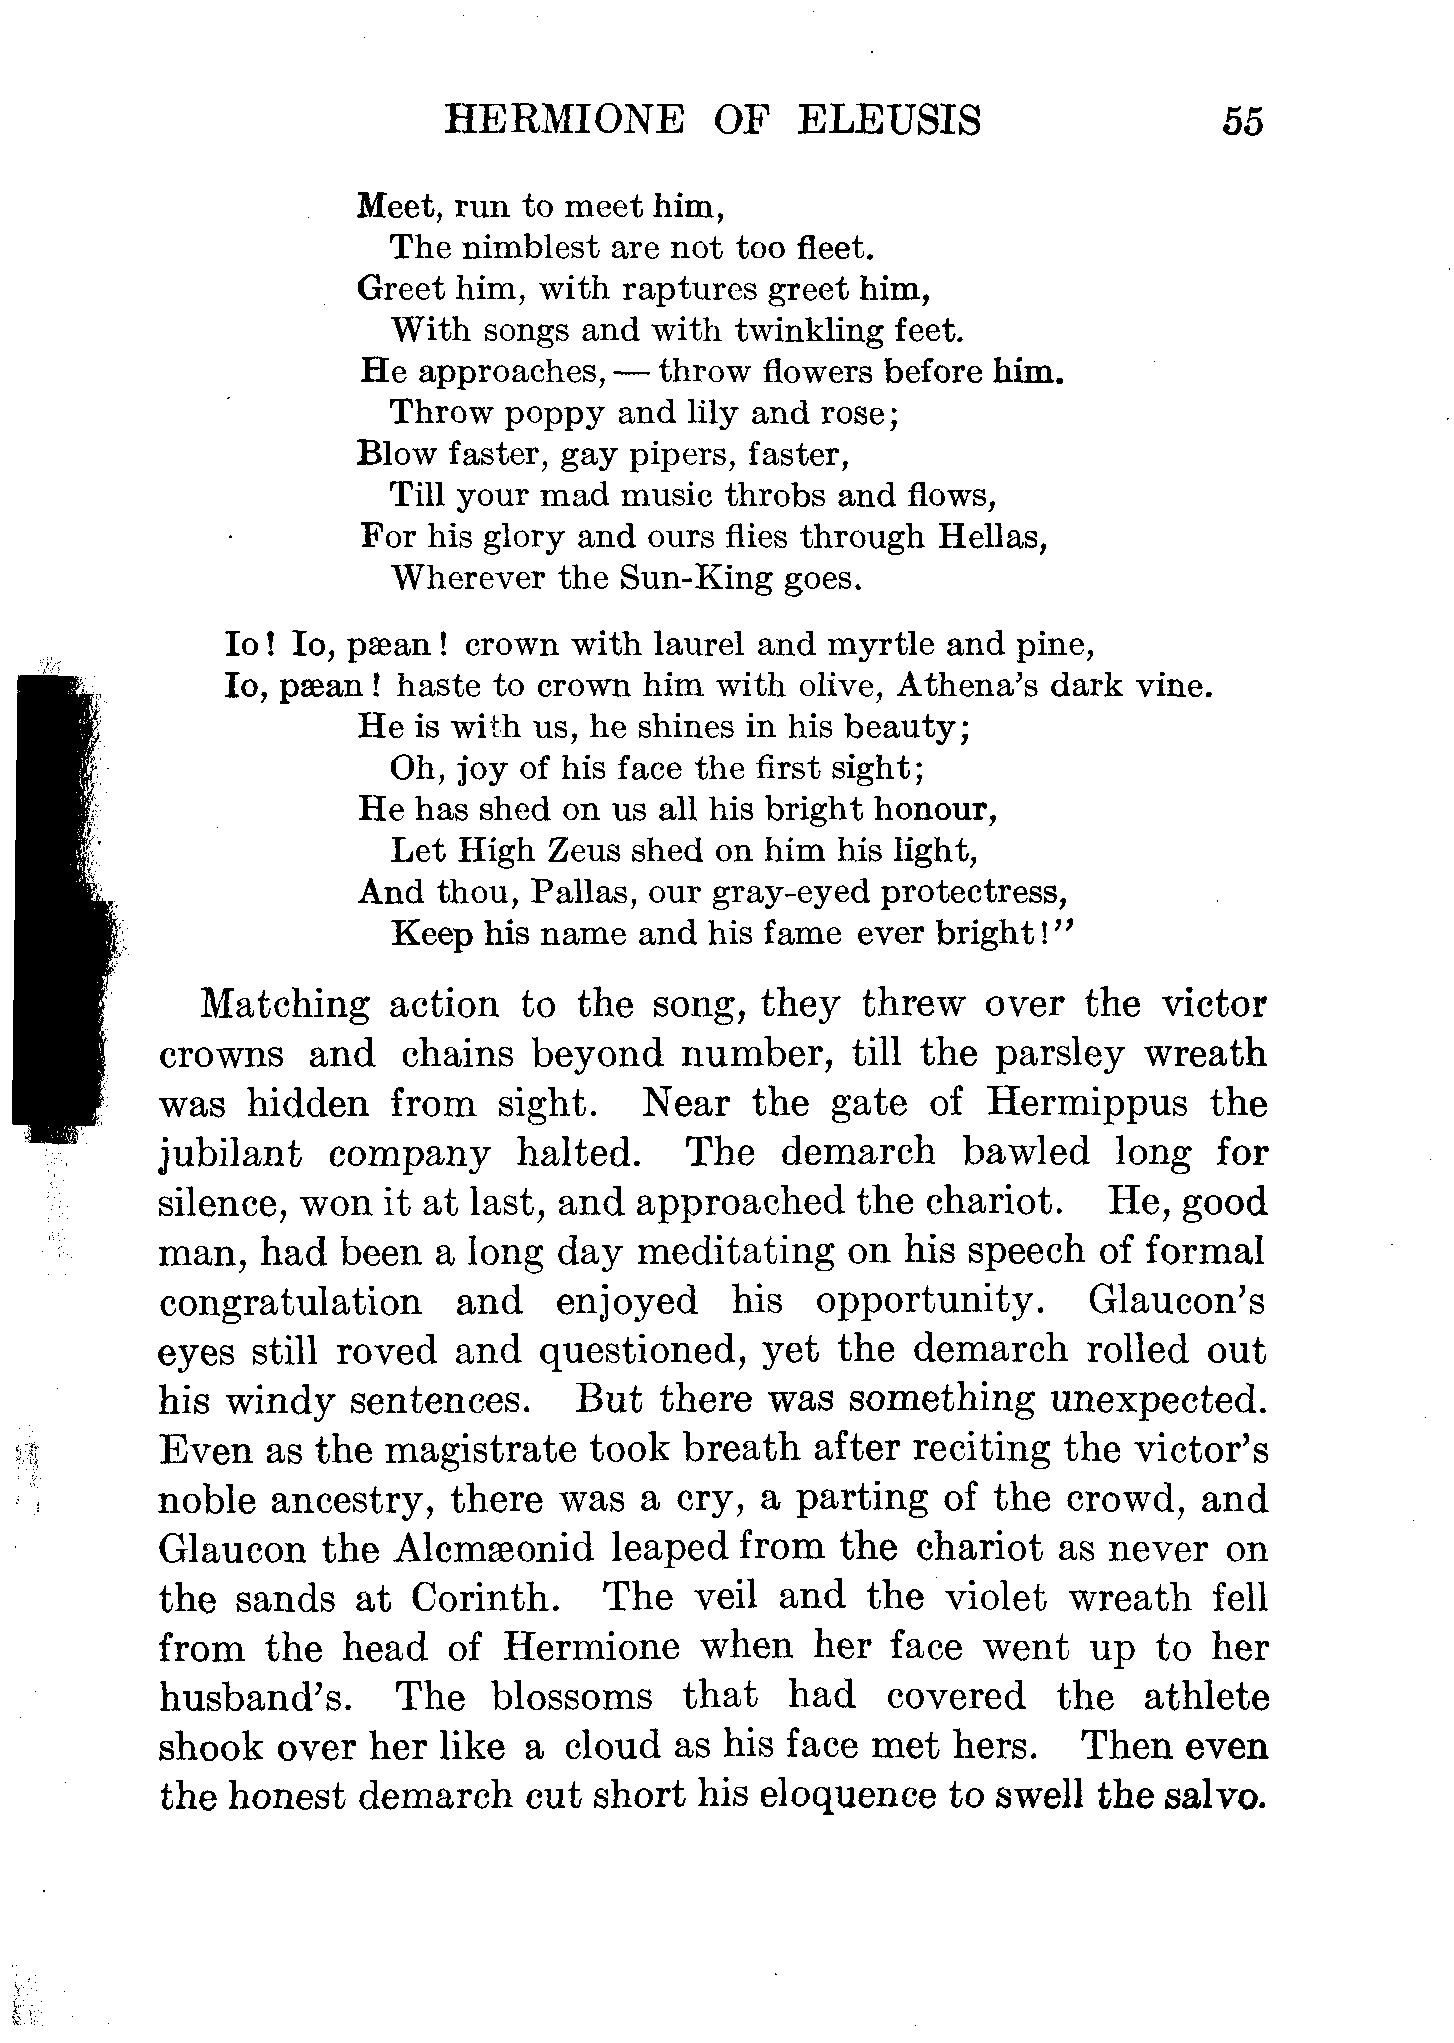 HERMIONE OF ELEUSIS 55
Meet, run to meet him,
The nimblest are not too fleet.
Greet him, with raptures greet him,
With songs and with twinkling feet.
He approaches, — throw flowers before him.
Throw poppy and lily and rose;
Blow faster, gay pipers, faster,
Till your mad music throbs and flows,
For his glory and ours flies through Hellas,
Wherever the Sun-King goes.
Io! Io, pæan! crown with laurel and myrtle and pine,
Io, pæan! haste to crown him with olive, Athena's dark vine.
He is with us, he shines in his beauty;
Oh, joy of his face the first sight;
He has shed on us all his bright honour,
Let High Zeus shed on him his light,
And thou, Pallas, our gray-eyed protectress,
Keep his name and his fame ever bright!"
Matching action to the song, they threw over the victor
crowns and chains beyond number, till the parsley wreath
was hidden from sight. Near the gate of Hermippus the
jubilant company halted. The demarch bawled long for
silence, won it at last, and approached the chariot. He, good
man, had been a long day meditating on his speech of formal
congratulation and enjoyed his opportunity. Glaucon's
eyes still roved and questioned, yet the demarch rolled out
his windy sentences. But there was something unexpected.
Even as the magistrate took breath after reciting the victor's
noble ancestry, there was a cry, a parting of the crowd, and
Glaucon the Alcmæonid leaped from the chariot as never on
the sands at Corinth. The veil and the violet wreath fell
from the head of Hermione when her face went up to her
husband's. The blossoms that had covered the athlete
shook over her like a cloud as his face met hers. Then even
the honest demarch cut short his eloquence to swell the salvo.